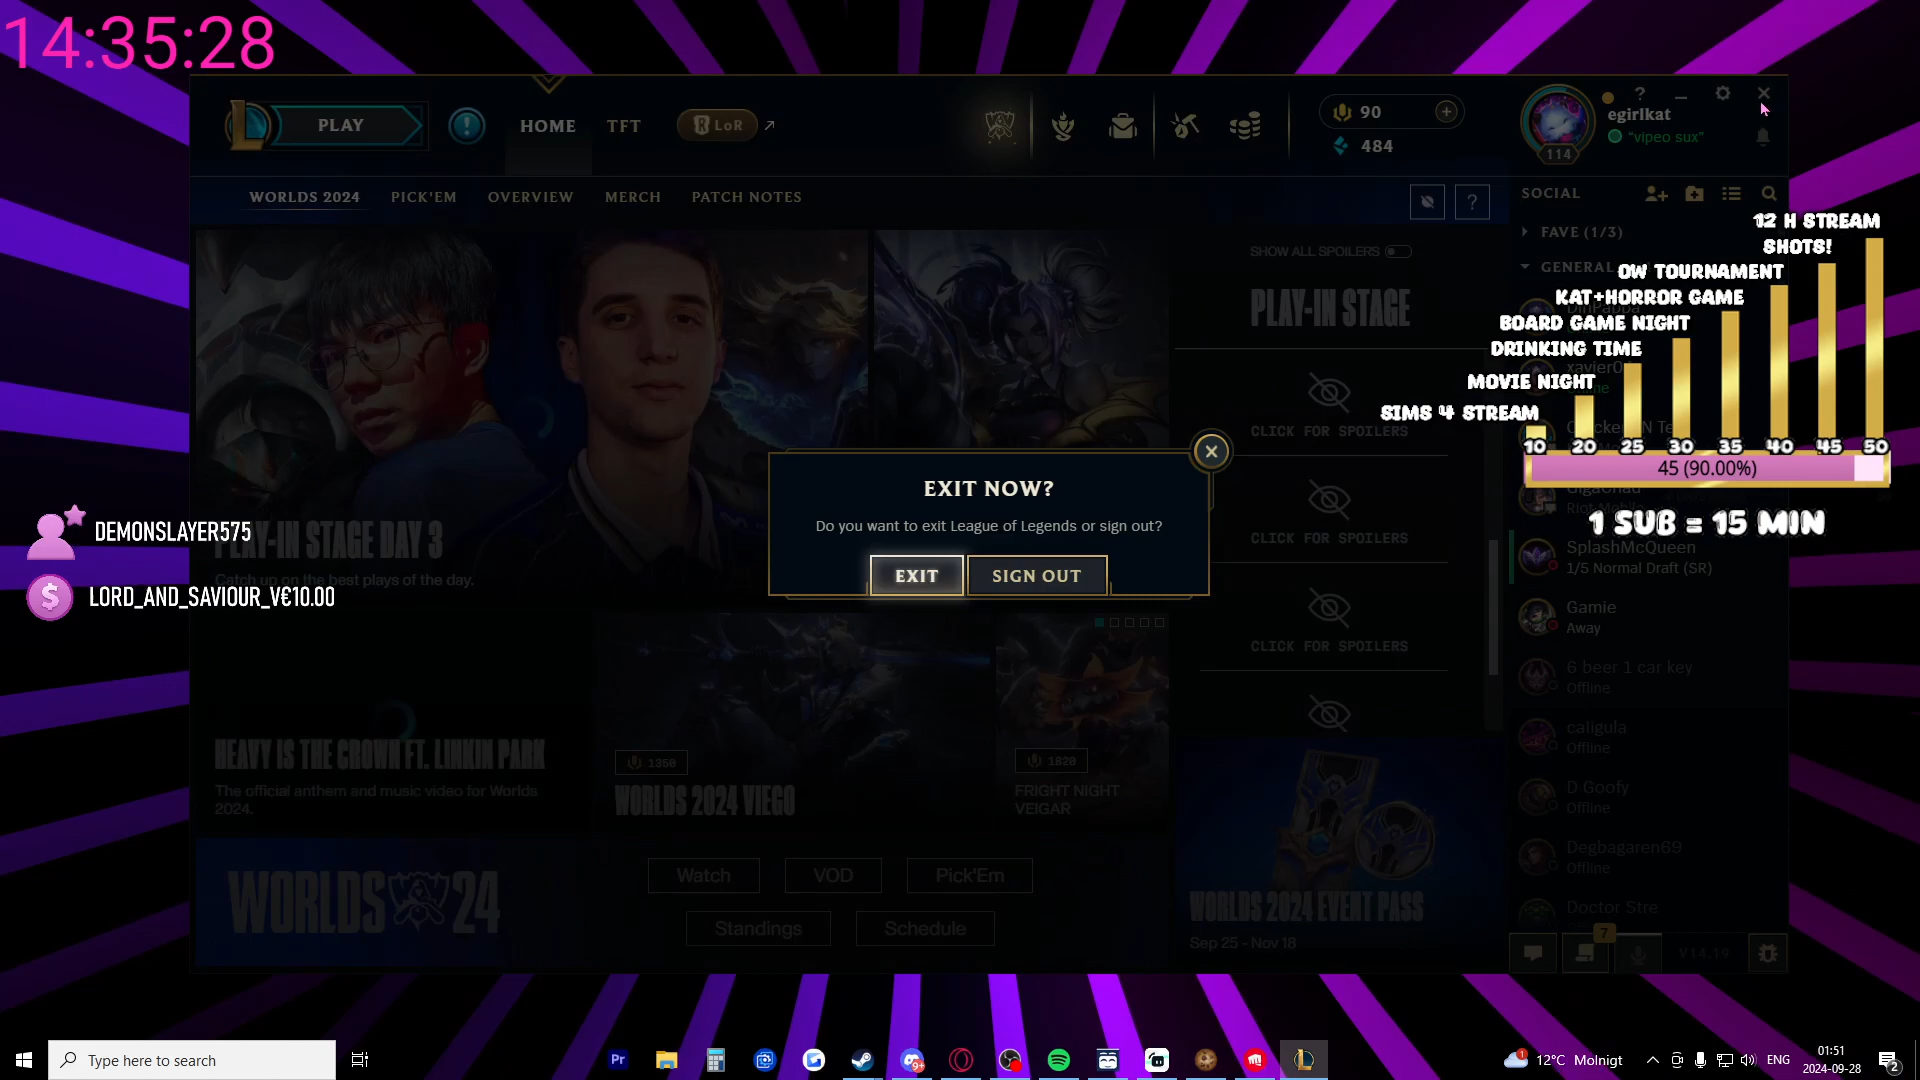 14:35:28
PLAY
HOME
TFT
LoR
90
484
egirlkat
"vipeo sux"
114
WORLDS 2024
PICK'EM
OVERVIEW
MERCH
PATCH NOTES
?
?
SOCIAL
FAVE (1/3)
GENERAL
SHOW ALL SPOILERS
PLAY-IN STAGE
CLICK FOR SPOILERS
CLICK FOR SPOILERS
CLICK FOR SPOILERS
12 H STREAM
SHOTS!
OW TOURNAMENT
KAT+HORROR GAME
BOARD GAME NIGHT
DRINKING TIME
MOVIE NIGHT
SIMS 4 STREAM
10 20 25 30 35 40 45 50
45 (90.00%)
1 SUB = 15 MIN
EXIT NOW?
Do you want to exit League of Legends or sign out?
EXIT
SIGN OUT
DEMONSLAYER575
LORD_AND_SAVIOUR_V€10.00
PLAY-IN STAGE DAY 3
Catch up on the best plays of the day.
HEAVY IS THE CROWN FT. LINKIN PARK
The official anthem and music video for Worlds
2024.
1350
WORLDS 2024 VIEGO
1820
FRIGHT NIGHT
VEIGAR
WORLDS 24
Watch
VOD
Pick'Em
Standings
Schedule
WORLDS 2024 EVENT PASS
Sep 25 - Nov 18
SplashMcQueen
1/5 Normal Draft (SR)
Gamie
Away
6 beer 1 car key
Offline
caligula
Offline
D Goofy
Offline
Degbagaren69
Offline
Doctor Stre
7
V14.19
Type here to search
Pr
9+
1
12°C Molnigt
ENG
01:51
2024-09-28
2